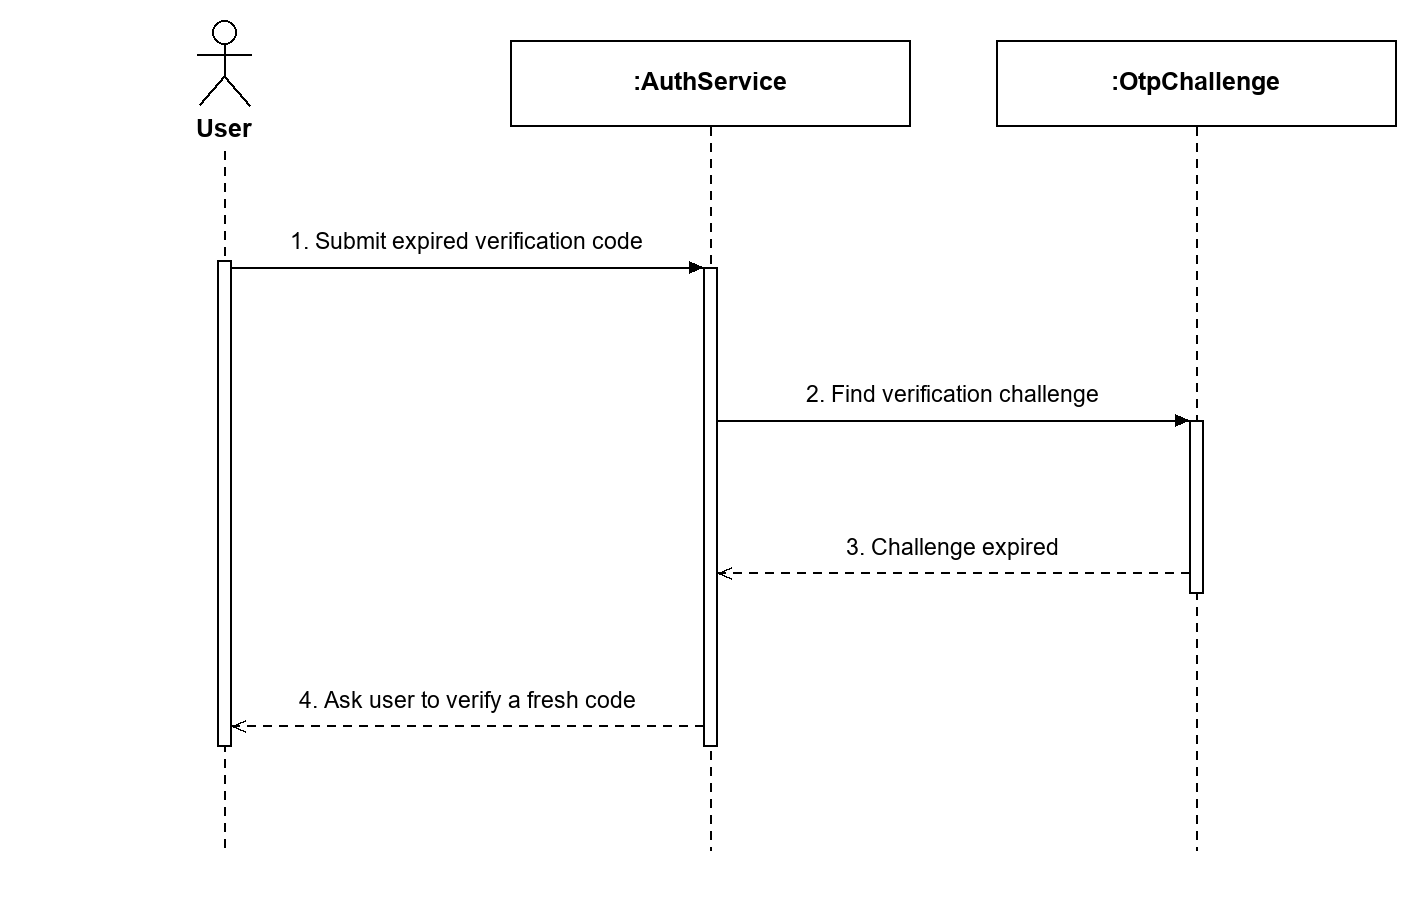 User
:AuthService
:OtpChallenge
1. Submit expired verification code
2. Find verification challenge
3. Challenge expired
4. Ask user to verify a fresh code